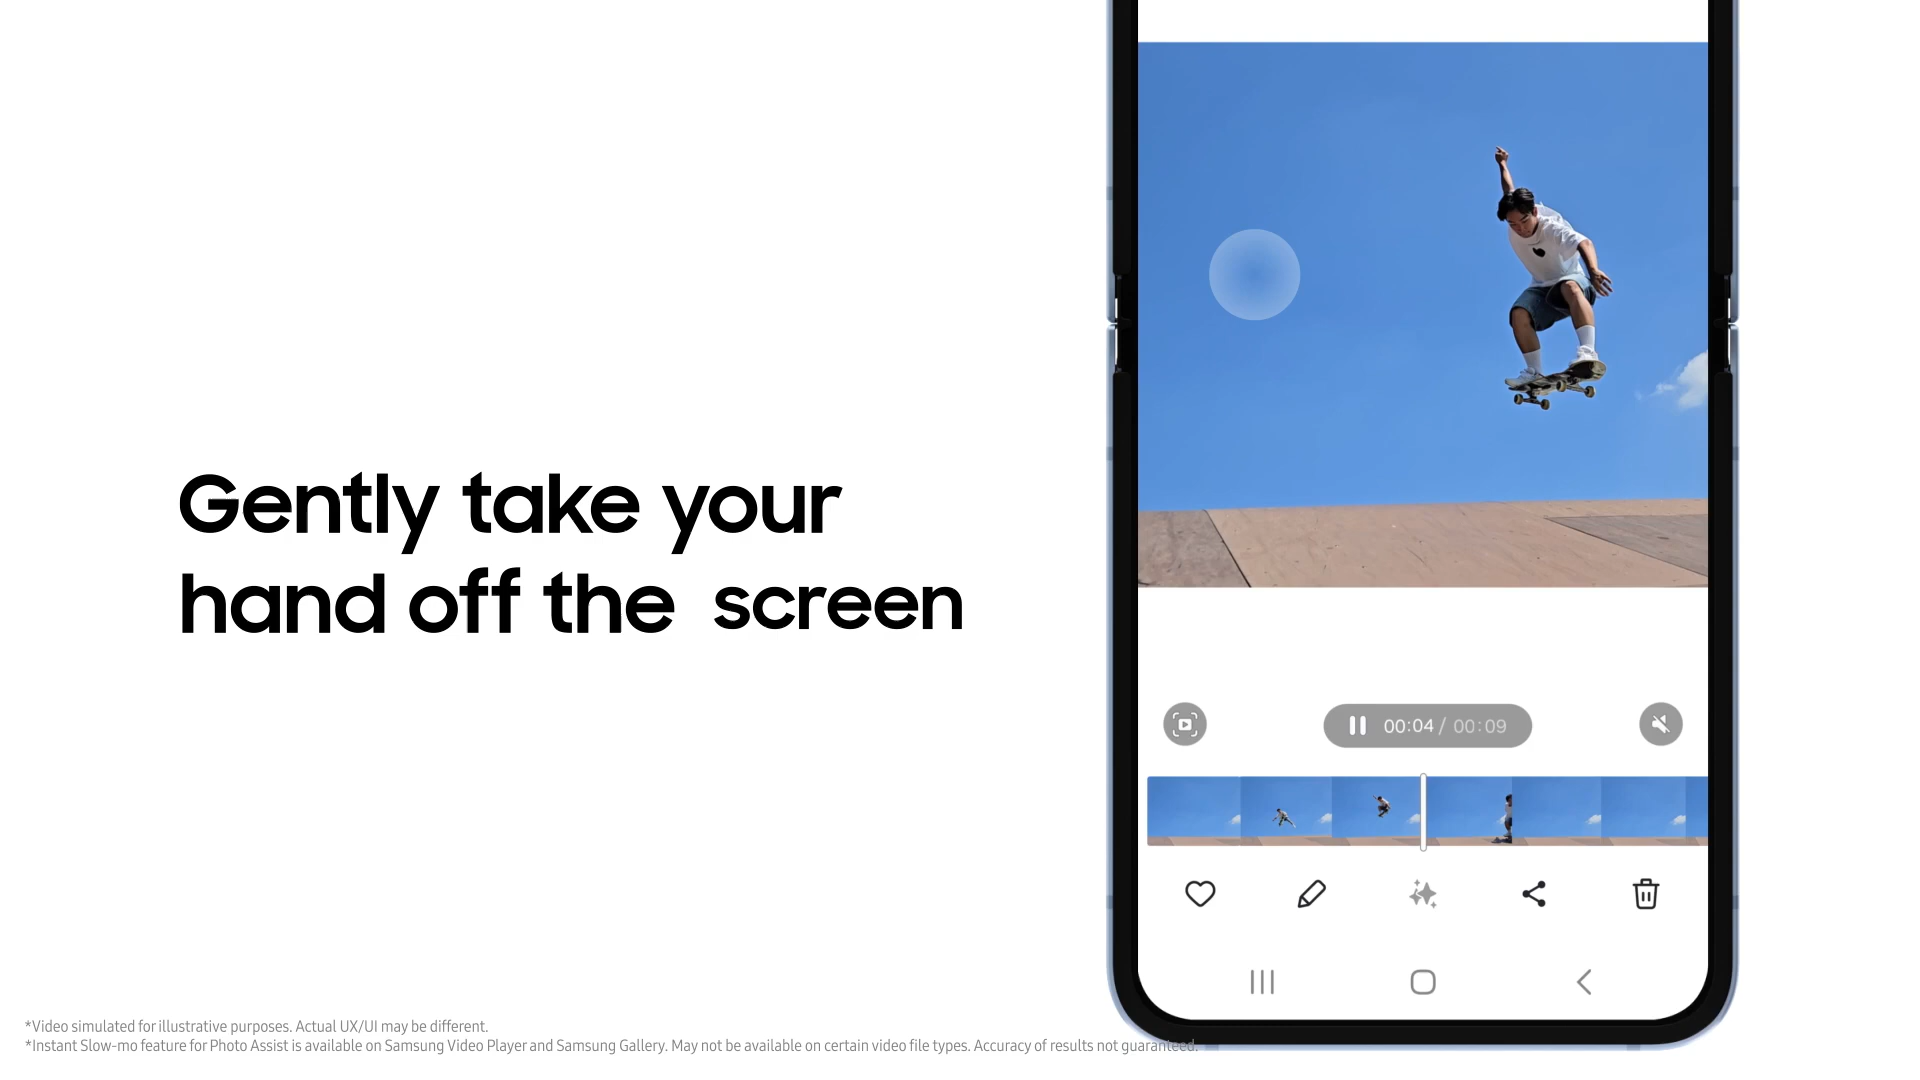 Gently take your
hand off the screen
00:04 / 00:09
*Video simulated for illustrative purposes. Actual UX/UI may be different.
*Instant Slow-mo feature for Photo Assist is available on Samsung Video Player and Samsung Gallery. May not be available on certain video file types. Accuracy of results not guaranteed.